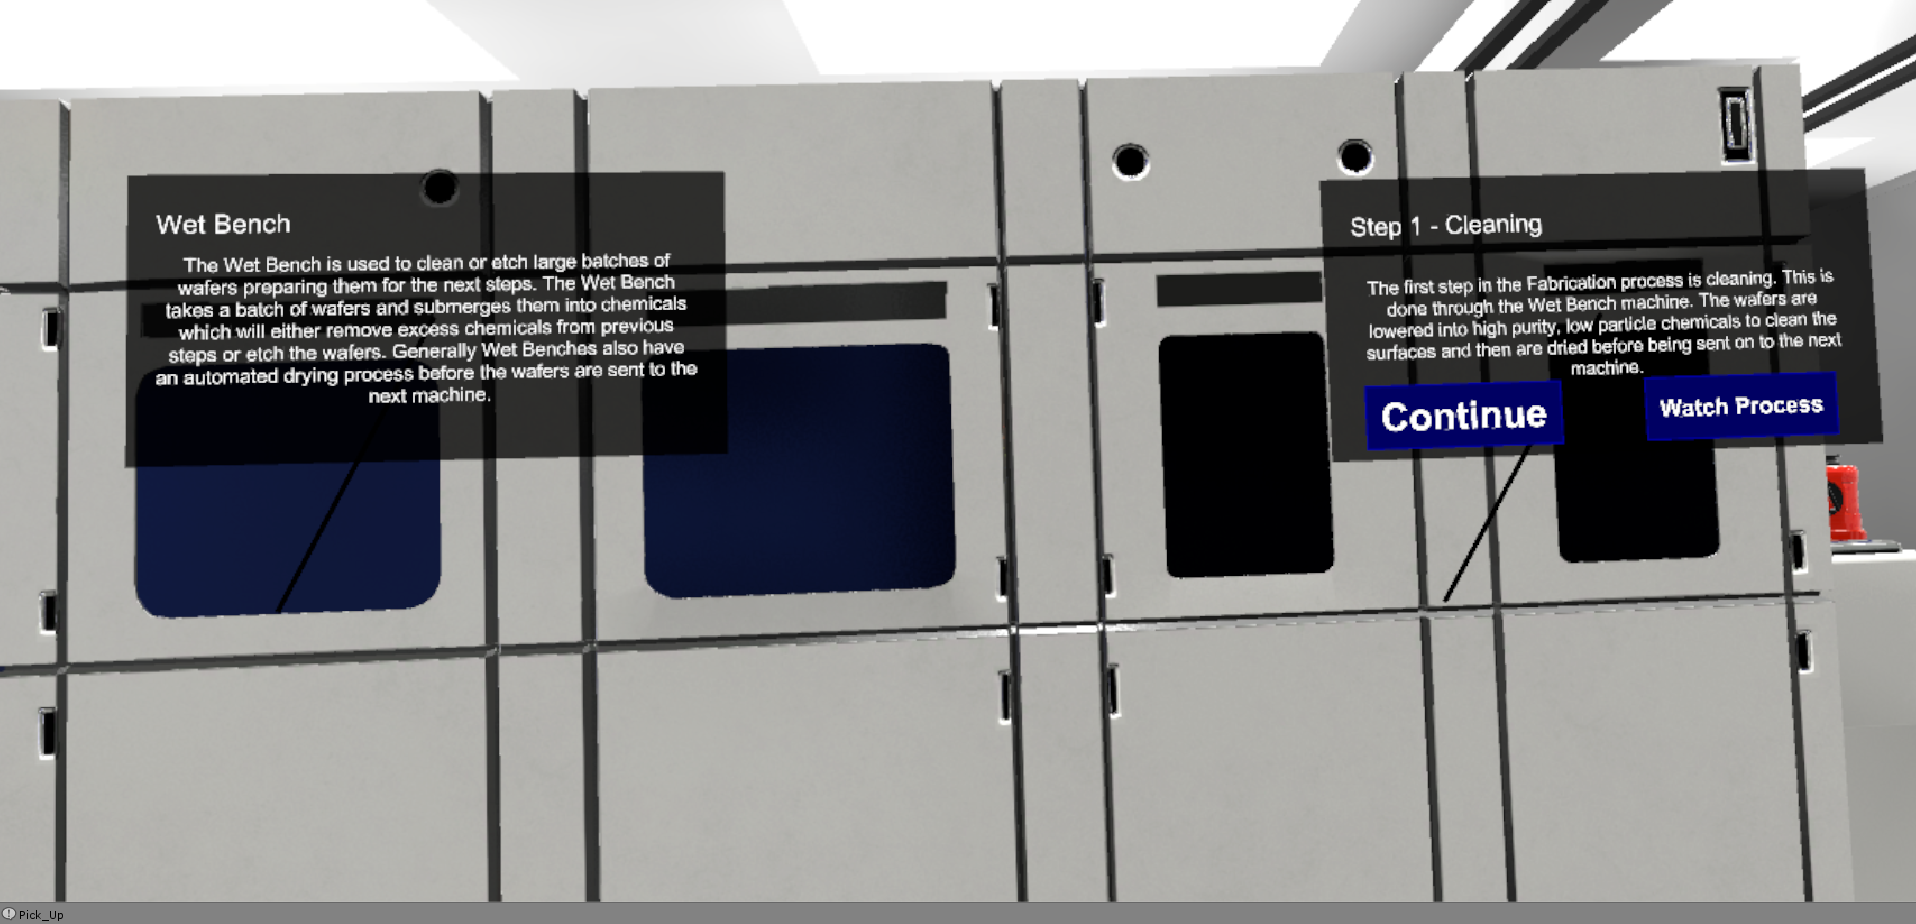 Wet Bench
The Wet Bench is used to clean or etch large batches of
wafers preparing them for the next steps. The Wet Bench
takes a batch of wafers and submerges them into chemicals
which will either remove excess chemicals from previous
steps or etch the wafers. Generally Wet Benches also have
an automated drying process before the wafers are sent to the
next machine.
Step 1 - Cleaning
The first step in the Fabrication process is cleaning. This is
done through the Wet Bench machine. The wafers are
lowered into high purity, low particle chemicals to clean the
surfaces and then are dried before being sent on to the next
machine.
Continue
Watch Process
Pick_Up